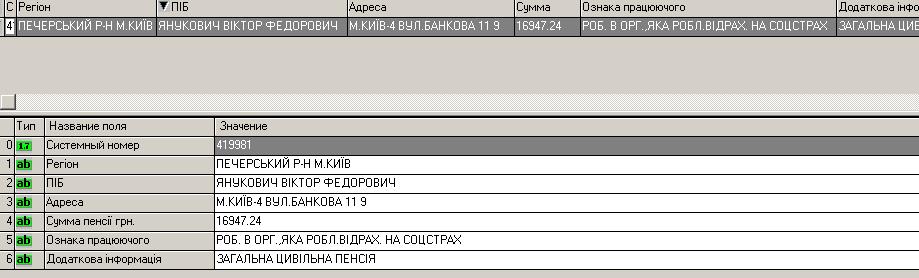 С Регіон ПІБ Адреса Сумма Ознака працюючого Додаткова інфо
4 ПЕЧЕРСЬКИЙ Р-Н М.КИЇВ ЯНУКОВИЧ ВІКТОР ФЕДОРОВИЧ М.КИЇВ-4 ВУЛ.БАНКОВА 11 9 16947.24 РОБ. В ОРГ.,ЯКА РОБЛ.ВІДРАХ. НА СОЦСТРАХ ЗАГАЛЬНА ЦИВ
Тип Название поля Значение
0 17 Системный номер 419981
1 ab Регіон ПЕЧЕРСЬКИЙ Р-Н М.КИЇВ
2 ab ПІБ ЯНУКОВИЧ ВІКТОР ФЕДОРОВИЧ
3 ab Адреса М.КИЇВ-4 ВУЛ.БАНКОВА 11 9
4 ab Сумма пенсії грн. 16947.24
5 ab Ознака працюючого РОБ. В ОРГ.,ЯКА РОБЛ.ВІДРАХ. НА СОЦСТРАХ
6 ab Додаткова інформація ЗАГАЛЬНА ЦИВІЛЬНА ПЕНСІЯ